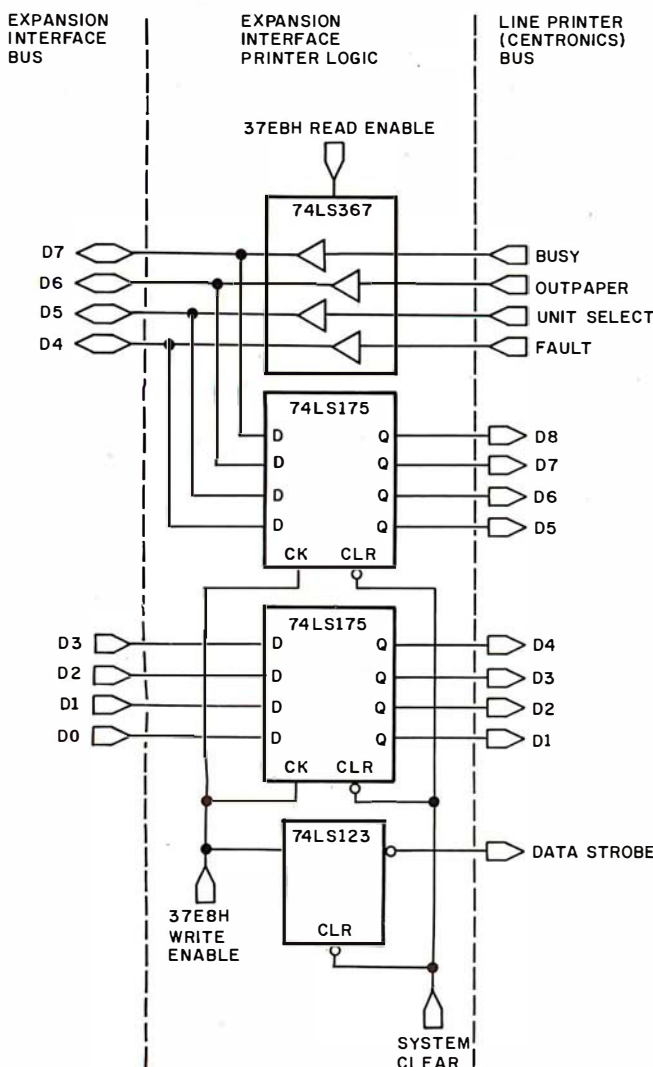 EXPANSION
INTERFACE
BUS
EXPANSION
INTERFACE
PRINTER LOGIC
LINE PRINTER
(CENTRONICS)
BUS
37E8H READ ENABLE
74LS367
D7
BUSY
D6
OUTPAPER
D5
UNIT SELECT
D4
FAULT
74LS175
D
Q
D8
D
Q
D7
D
Q
D6
D
Q
D5
CK
CLR
74LS175
D3
D
Q
D4
D2
D
Q
D3
D1
D
Q
D2
D0
D
Q
D1
CK
CLR
74LS123
DATA STROBE
CLR
37E8H
WRITE
ENABLE
SYSTEM
CLEAR